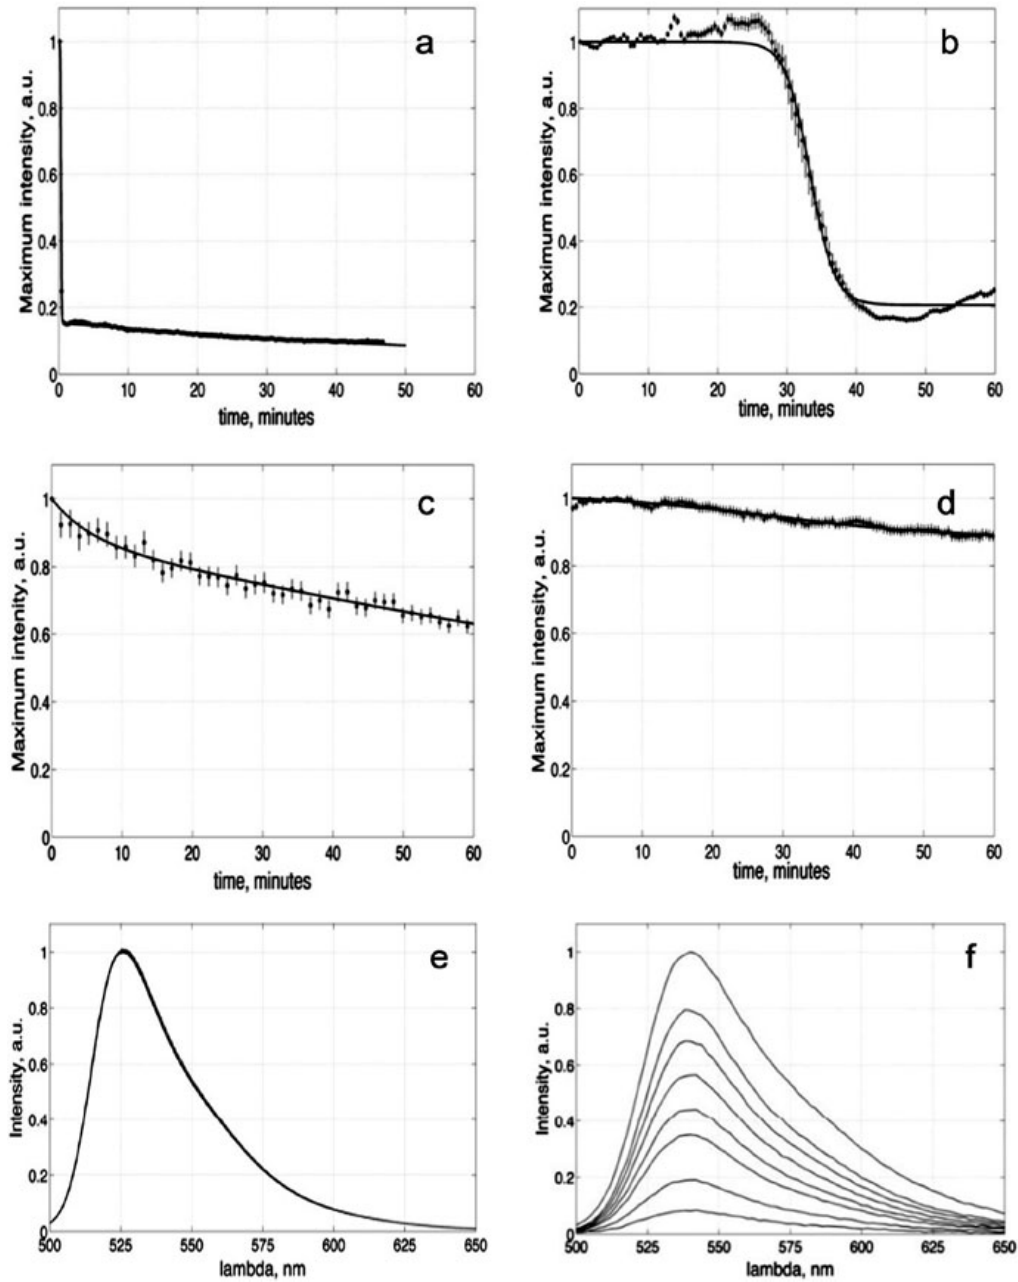 a
Maximum intensity, a.u.
1
0.8
0.6
0.4
0.2
0
0 10 20 30 40 50 60
time, minutes
b
Maximum intensity, a.u.
1
0.8
0.6
0.4
0.2
0
0 10 20 30 40 50 60
time, minutes
c
Maximum intenity, a.u.
1
0.8
0.6
0.4
0.2
0
0 10 20 30 40 50 60
time, minutes
d
Maximum intensity, a.u.
1
0.8
0.6
0.4
0.2
0
0 10 20 30 40 50 60
time, minutes
e
Intensity, a.u.
1
0.8
0.6
0.4
0.2
0
500 525 550 575 600 625 650
lambda, nm
f
Intensity, a.u.
1
0.8
0.6
0.4
0.2
0
500 525 550 575 600 625 650
lambda, nm